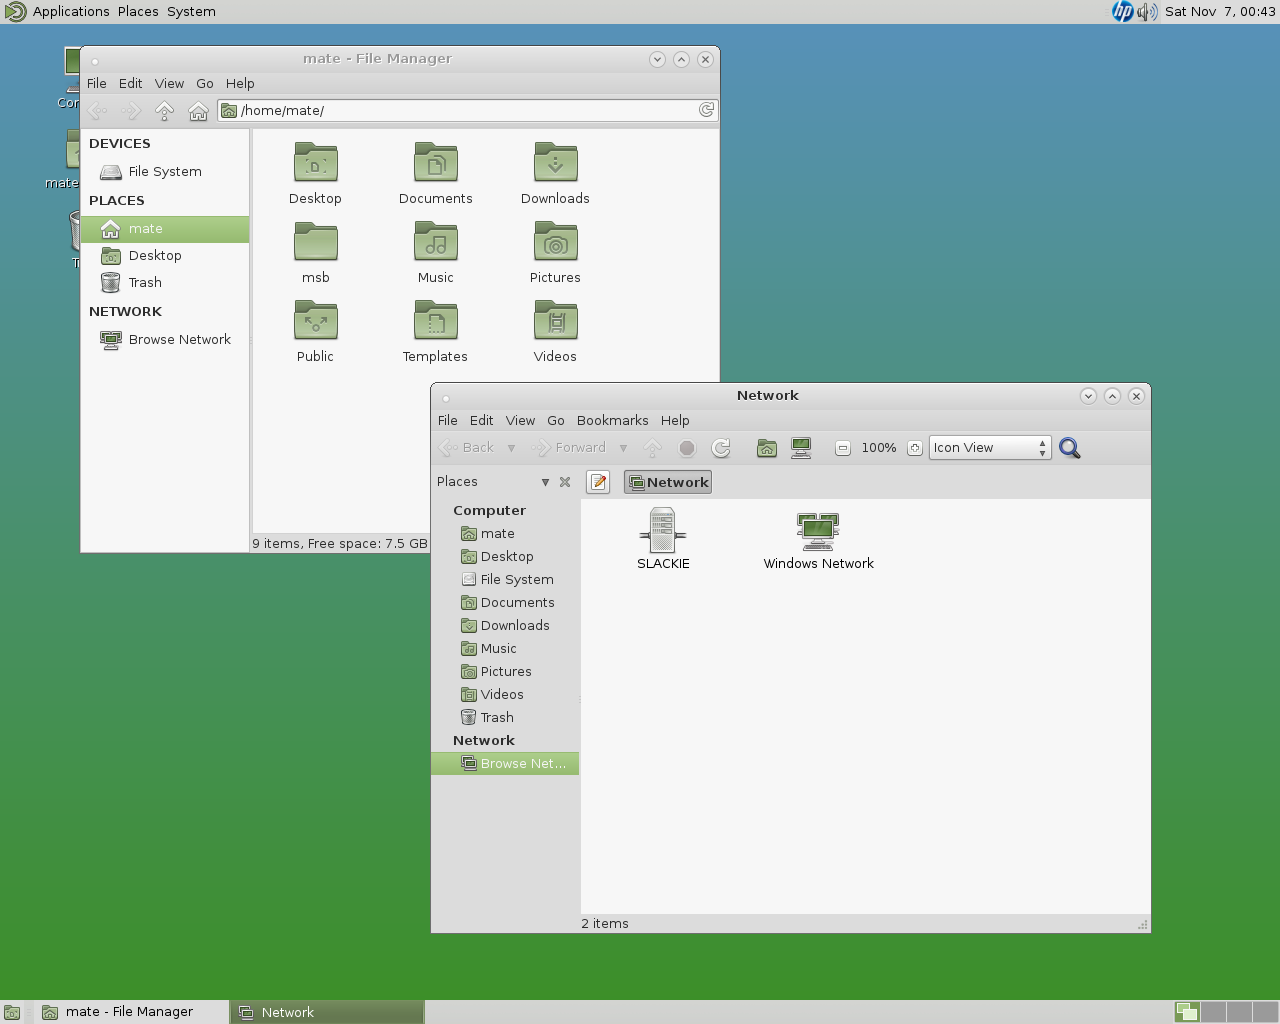 Applications Places System
hp
Sat Nov 7, 00:43
mate - File Manager
File Edit View Go Help
/home/mate/
DEVICES
File System
PLACES
mate
Desktop
Trash
NETWORK
Browse Network
Desktop Documents Downloads
msb Music Pictures
Public Templates Videos
9 items, Free space: 7.5 GB
mate
Network
File Edit View Go Bookmarks Help
Back Forward 100% Icon View
Places
Network
Computer
mate
Desktop
File System
Documents
Downloads
Music
Pictures
Videos
Trash
Network
Browse Net...
SLACKIE Windows Network
2 items
mate - File Manager
Network